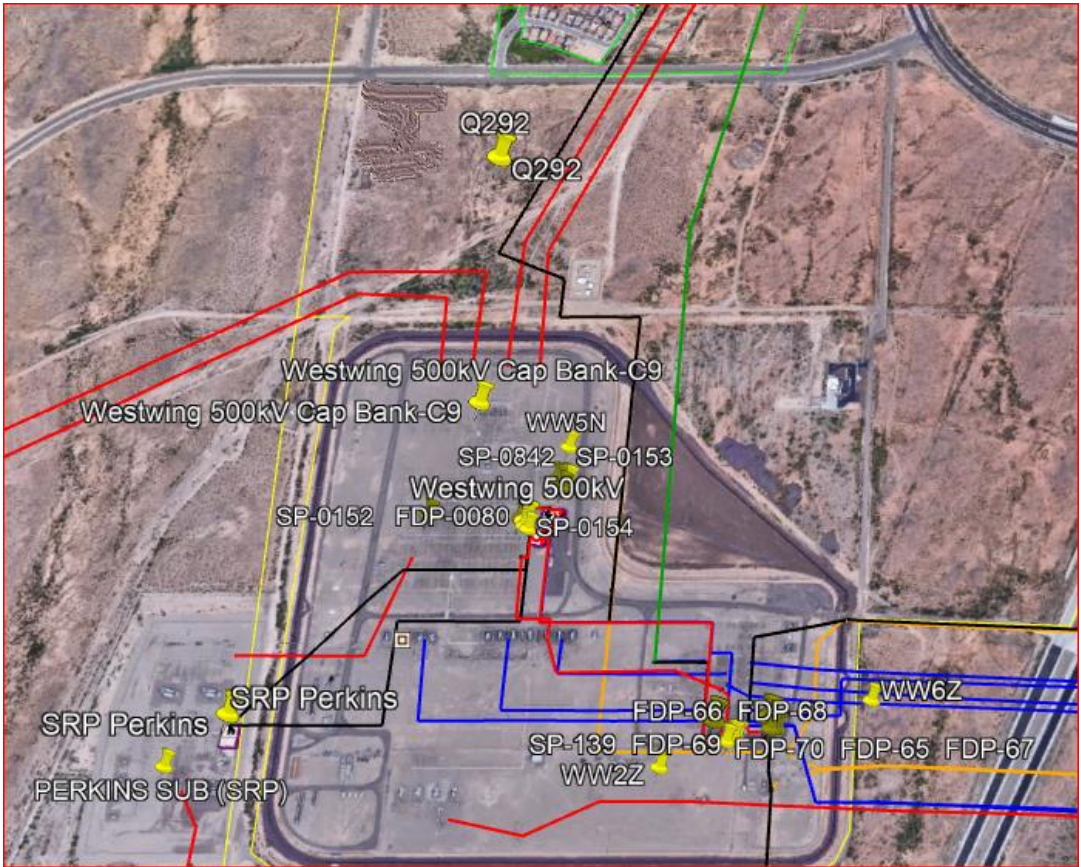 Q292
Q292
Westwing 500kV Cap Bank-C9
Westwing 500kV Cap Bank-C9
WW5N
SP-0842 SP-0153
Westwing 500kV
SP-0152 FDP-0080 SP-0154
SRP Perkins
SRP Perkins
WW6Z
FDP-66 FDP-68
SP-139 FDP-69 FDP-70 FDP-65 FDP-67
WW2Z
PERKINS SUB (SRP)